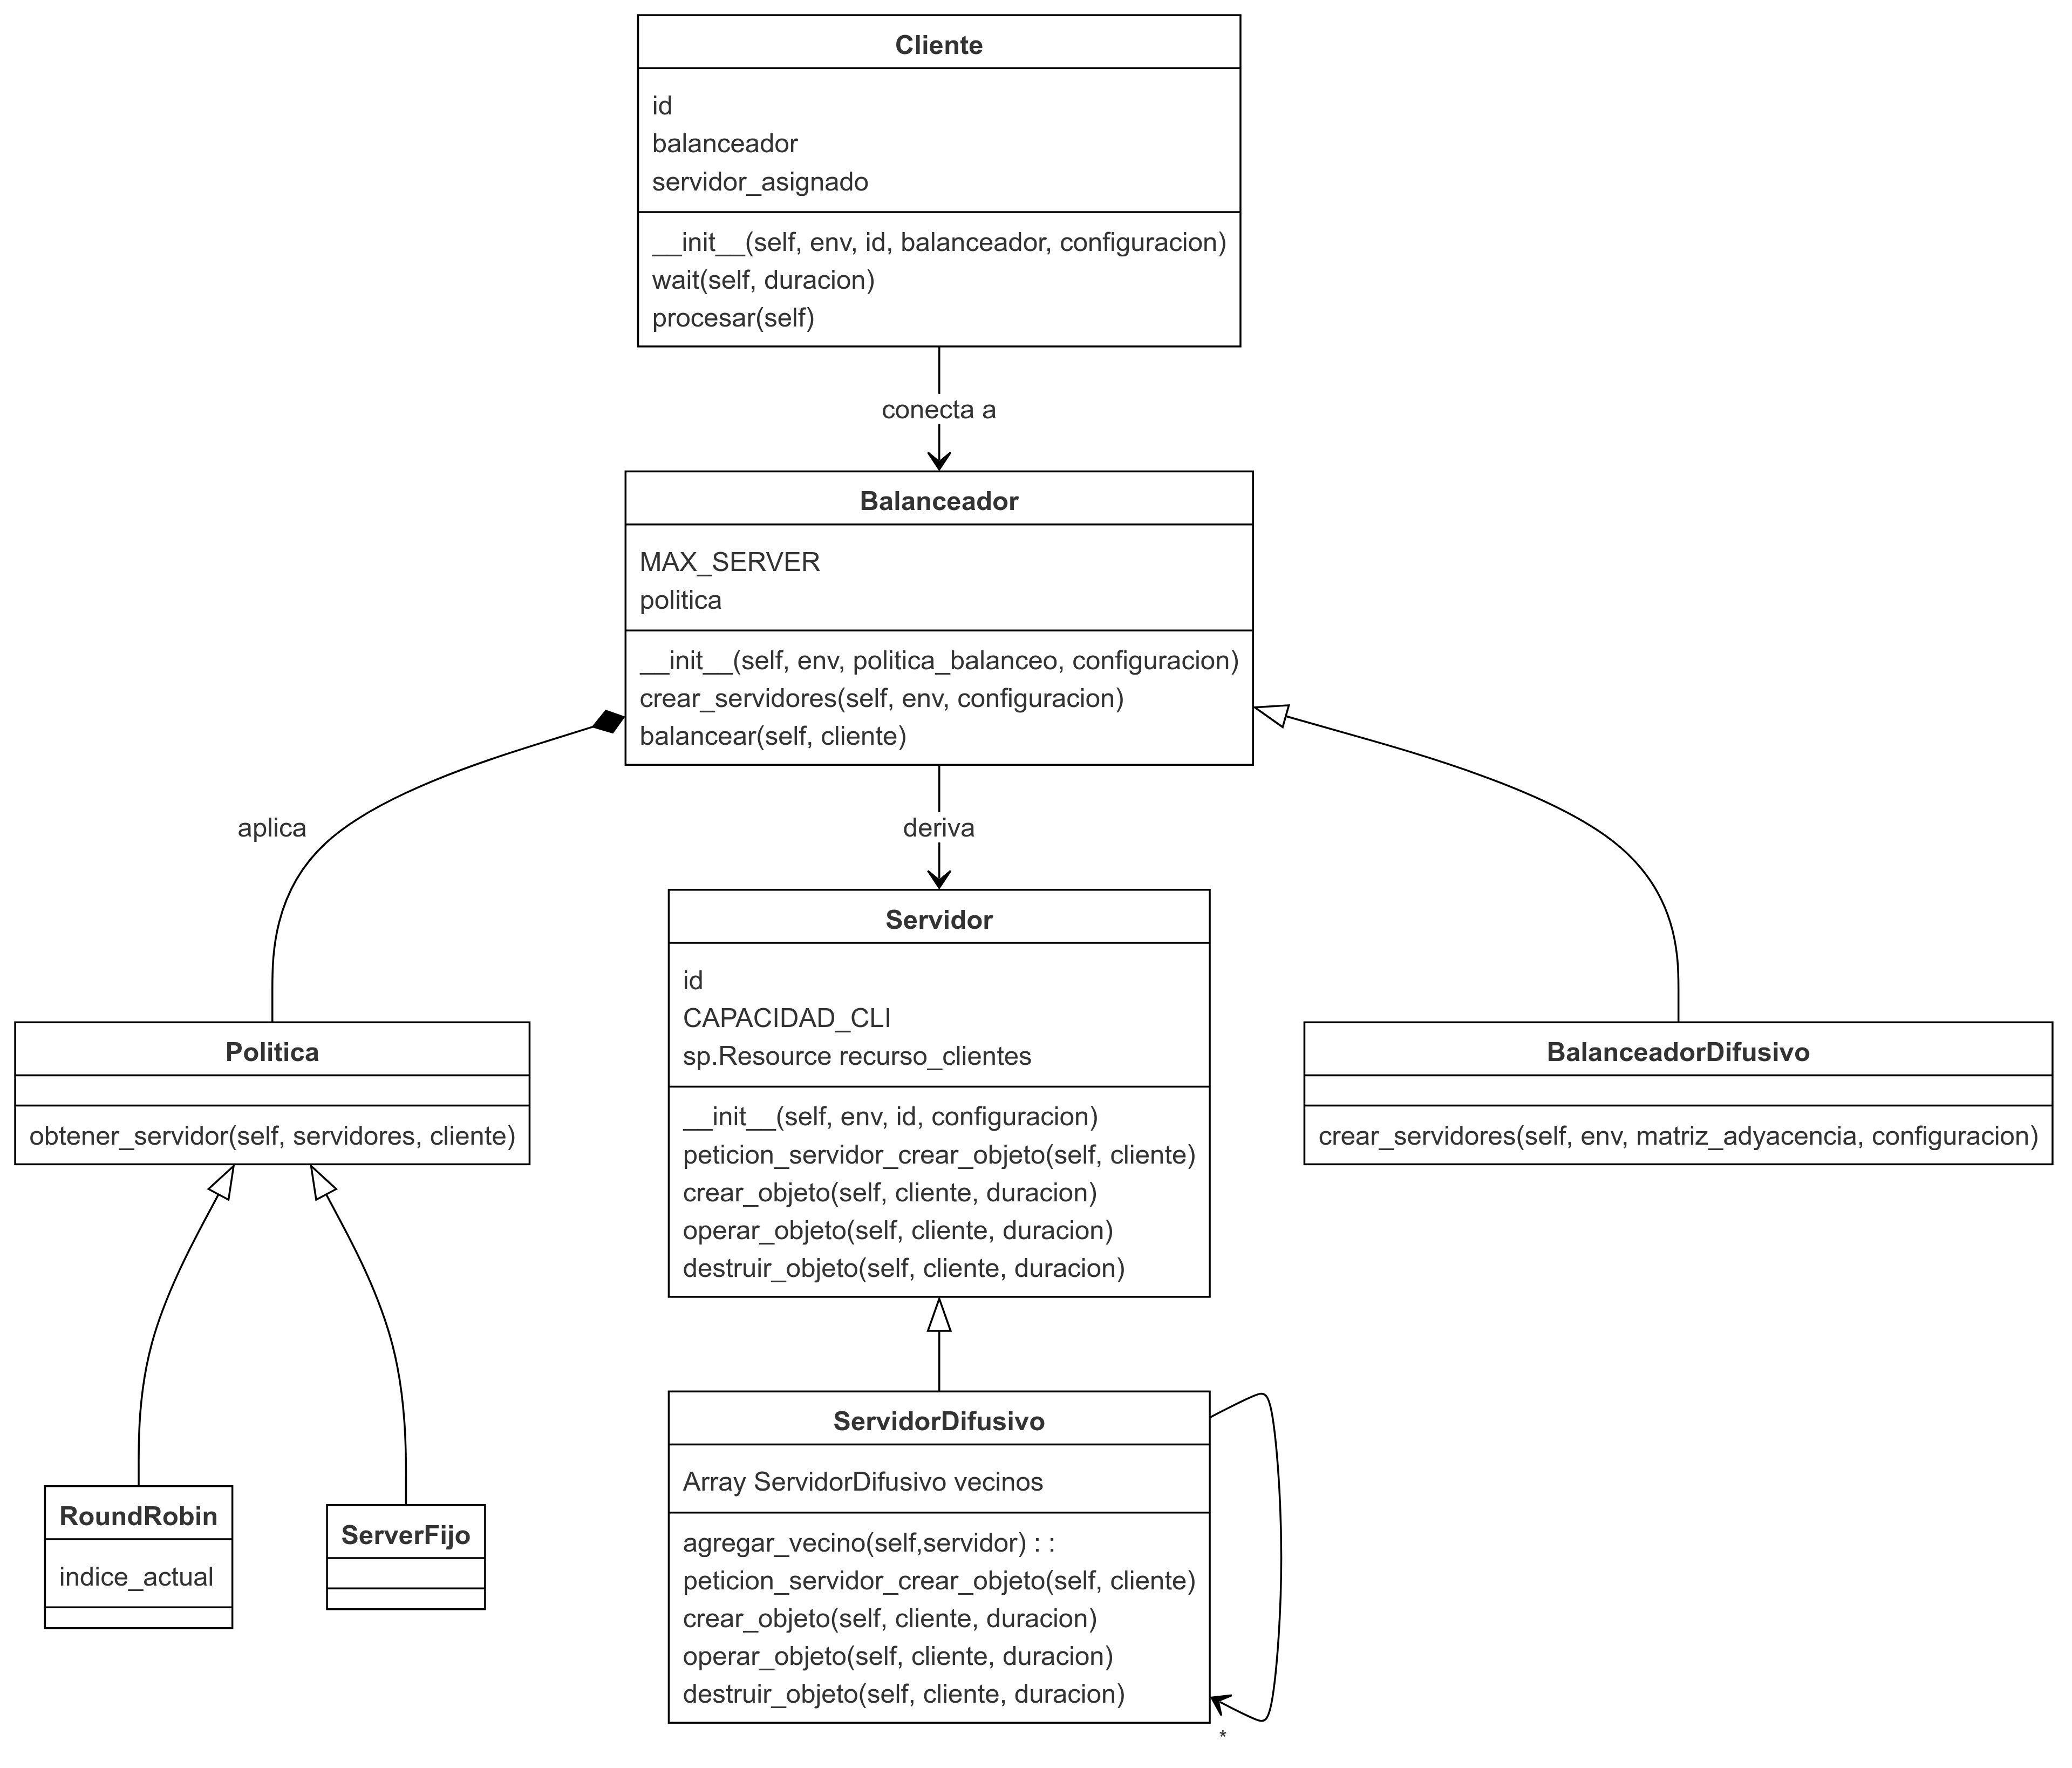 Cliente
id
balanceador
servidor_asignado
__init__(self, env, id, balanceador, configuracion)
wait(self, duracion)
procesar(self)
conecta a
Balanceador
MAX_SERVER
politica
__init__(self, env, politica_balanceo, configuracion)
crear_servidores(self, env, configuracion)
balancear(self, cliente)
aplica
deriva
Politica
obtener_servidor(self, servidores, cliente)
Servidor
id
CAPACIDAD_CLI
sp.Resource recurso_clientes
__init__(self, env, id, configuracion)
peticion_servidor_crear_objeto(self, cliente)
crear_objeto(self, cliente, duracion)
operar_objeto(self, cliente, duracion)
destruir_objeto(self, cliente, duracion)
BalanceadorDifusivo
crear_servidores(self, env, matriz_adyacencia, configuracion)
RoundRobin
indice_actual
ServerFijo
ServidorDifusivo
Array ServidorDifusivo vecinos
agregar_vecino(self,servidor) : :
peticion_servidor_crear_objeto(self, cliente)
crear_objeto(self, cliente, duracion)
operar_objeto(self, cliente, duracion)
destruir_objeto(self, cliente, duracion)
*